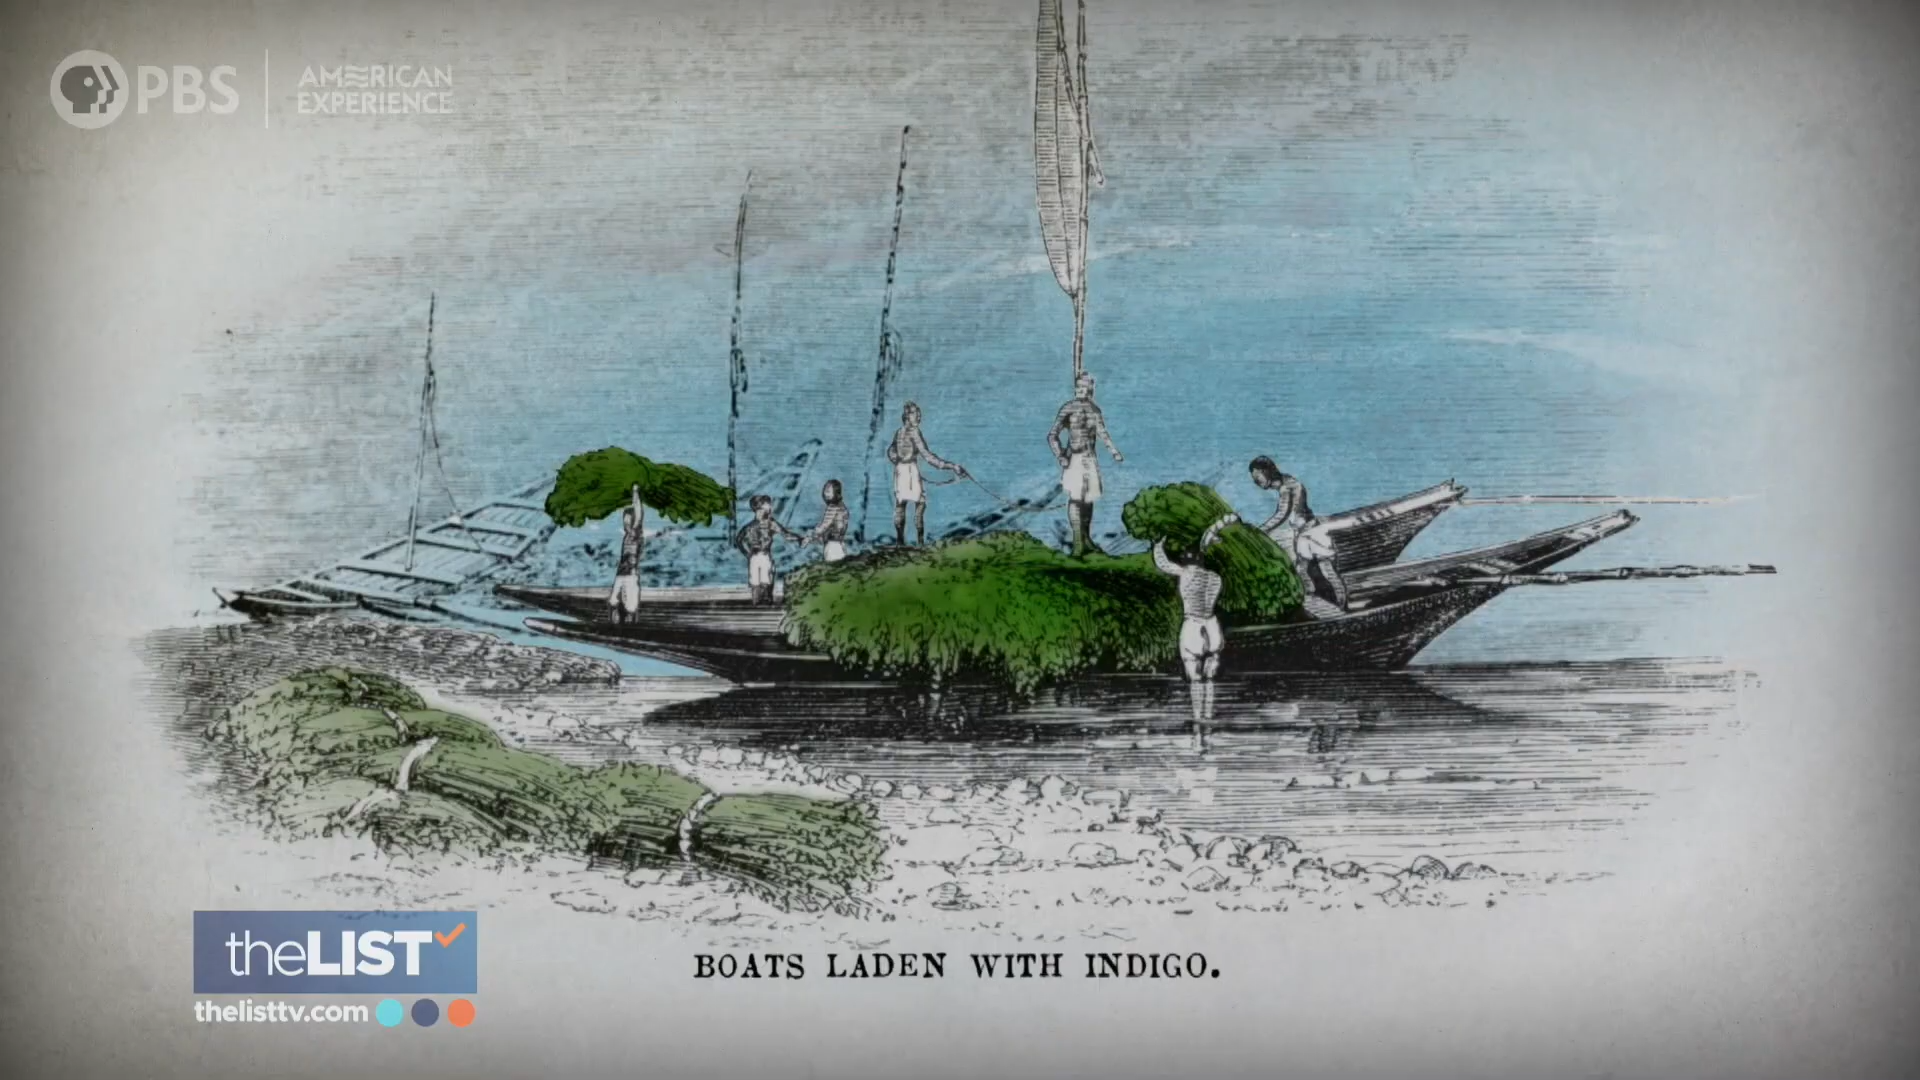 PBS
AMERICAN
EXPERIENCE
theLIST
thelisttv.com
BOATS LADEN WITH INDIGO.